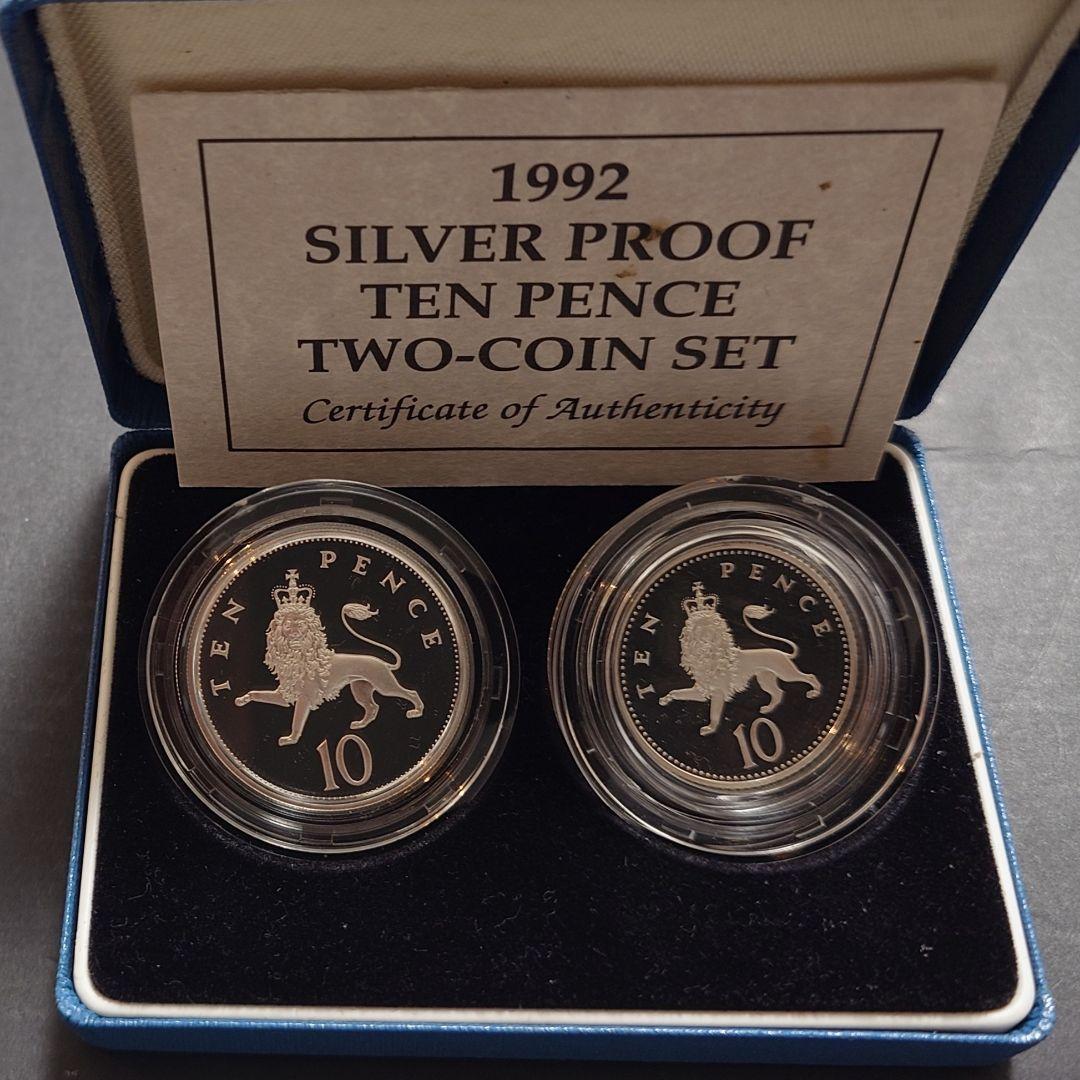 1992
SILVER PROOF
TEN PENCE
TWO-COIN SET
Certificate of Authenticity
TEN PENCE
10
TEN PENCE
10